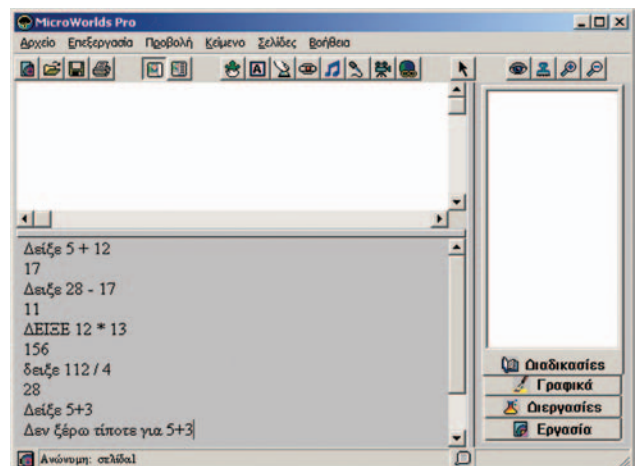 MicroWorlds Pro
Αρχείο Επεξεργασία Προβολή Κείμενο Σελίδες Βοήθεια
Δείξε 5 + 12
17
Δειξε 28 - 17
11
ΔΕΙΞΕ 12 * 13
156
δειξε 112 / 4
28
Δείξε 5+3
Δεν ξέρω τίποτε για 5+3
Διαδικασίες
Γραφικά
Διεργασίες
Εργασία
Ανώνυμη: σελίδα1